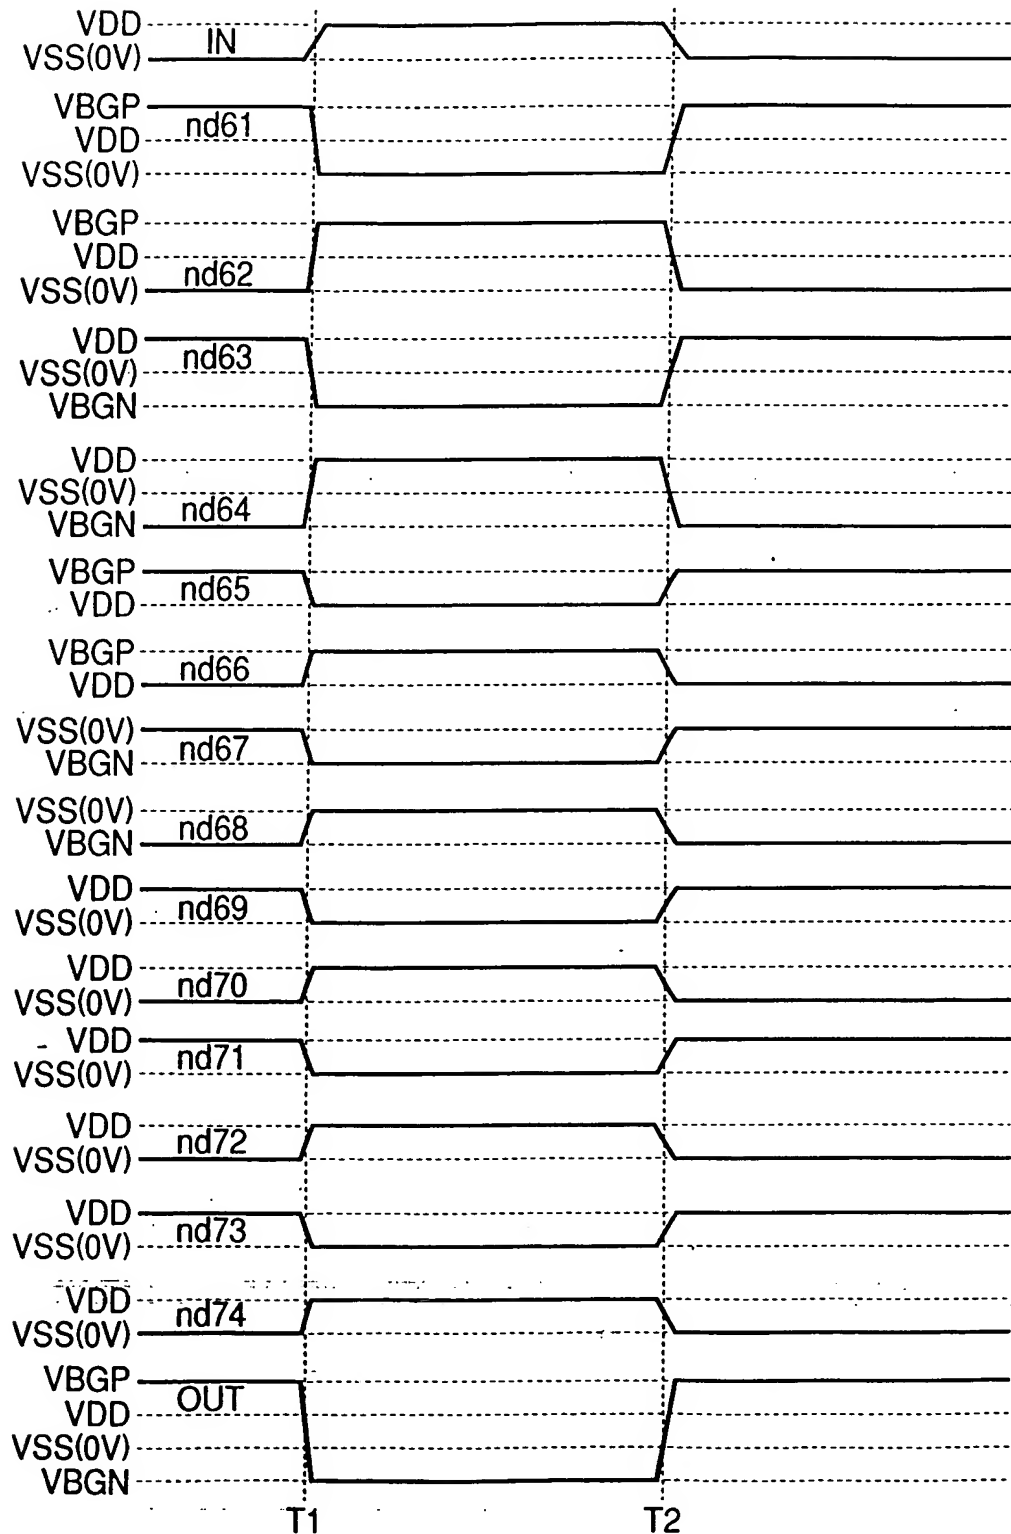 VDD
IN
VSS(0V)
VBGP
nd61
VDD
VSS(0V)
VBGP
VDD
nd62
VSS(0V)
VDD
nd63
VSS(0V)
VBGN
VDD
VSS(0V)
nd64
VBGN
VBGP
nd65
VDD
VBGP
nd66
VDD
VSS(0V)
nd67
VBGN
VSS(0V)
nd68
VBGN
VDD
nd69
VSS(0V)
VDD
nd70
VSS(0V)
VDD
nd71
VSS(0V)
VDD
nd72
VSS(0V)
VDD
nd73
VSS(0V)
VDD
nd74
VSS(0V)
VBGP
OUT
VDD
VSS(0V)
VBGN
T1 T2